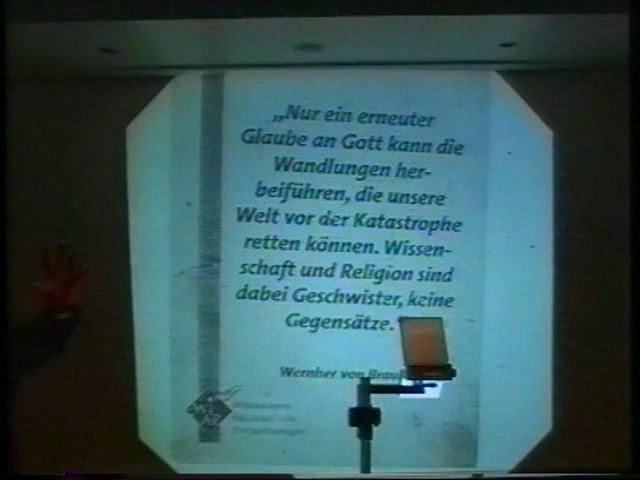 „Nur ein erneuter
Glaube an Gott kann die
Wandlungen her-
beiführen, die unsere
Welt vor der Katastrophe
retten können. Wissen-
schaft und Religion sind
dabei Geschwister, keine
Gegensätze.
Wernher von Brau